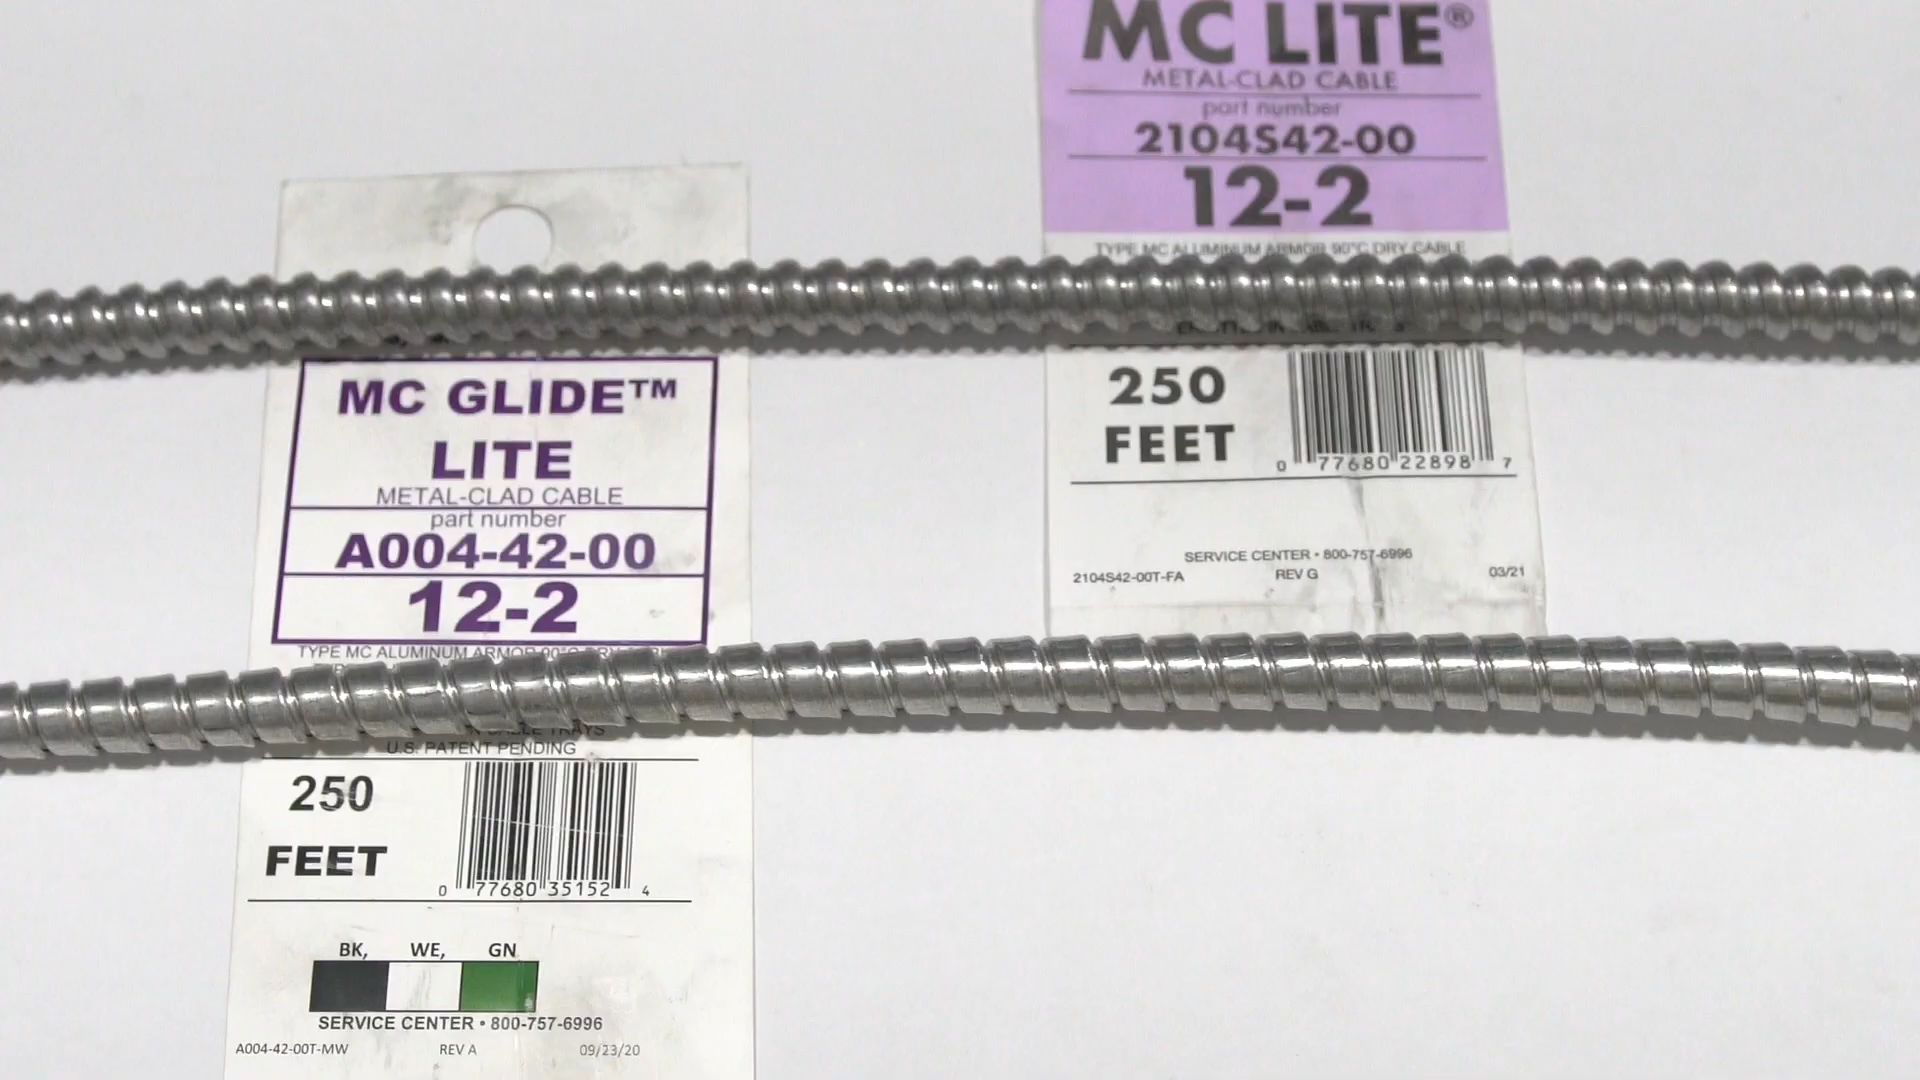 MC LITE®
METAL-CLAD CABLE
part number
2104S42-00
12-2
TYPE MC ALUMINUM ARMOR 90°C DRY CABLE
250
FEET
0 77680 22898 7
SERVICE CENTER • 800-757-6996
2104S42-00T-FA REV G 03/21
MC GLIDE™
LITE
METAL-CLAD CABLE
part number
A004-42-00
12-2
TYPE MC ALUMINUM ARMOR 90°C DRY
CABLE TRAYS
U.S. PATENT PENDING
250
FEET
0 77680 35152 4
BK, WE, GN
SERVICE CENTER • 800-757-6996
A004-42-00T-MW REV A 09/23/20